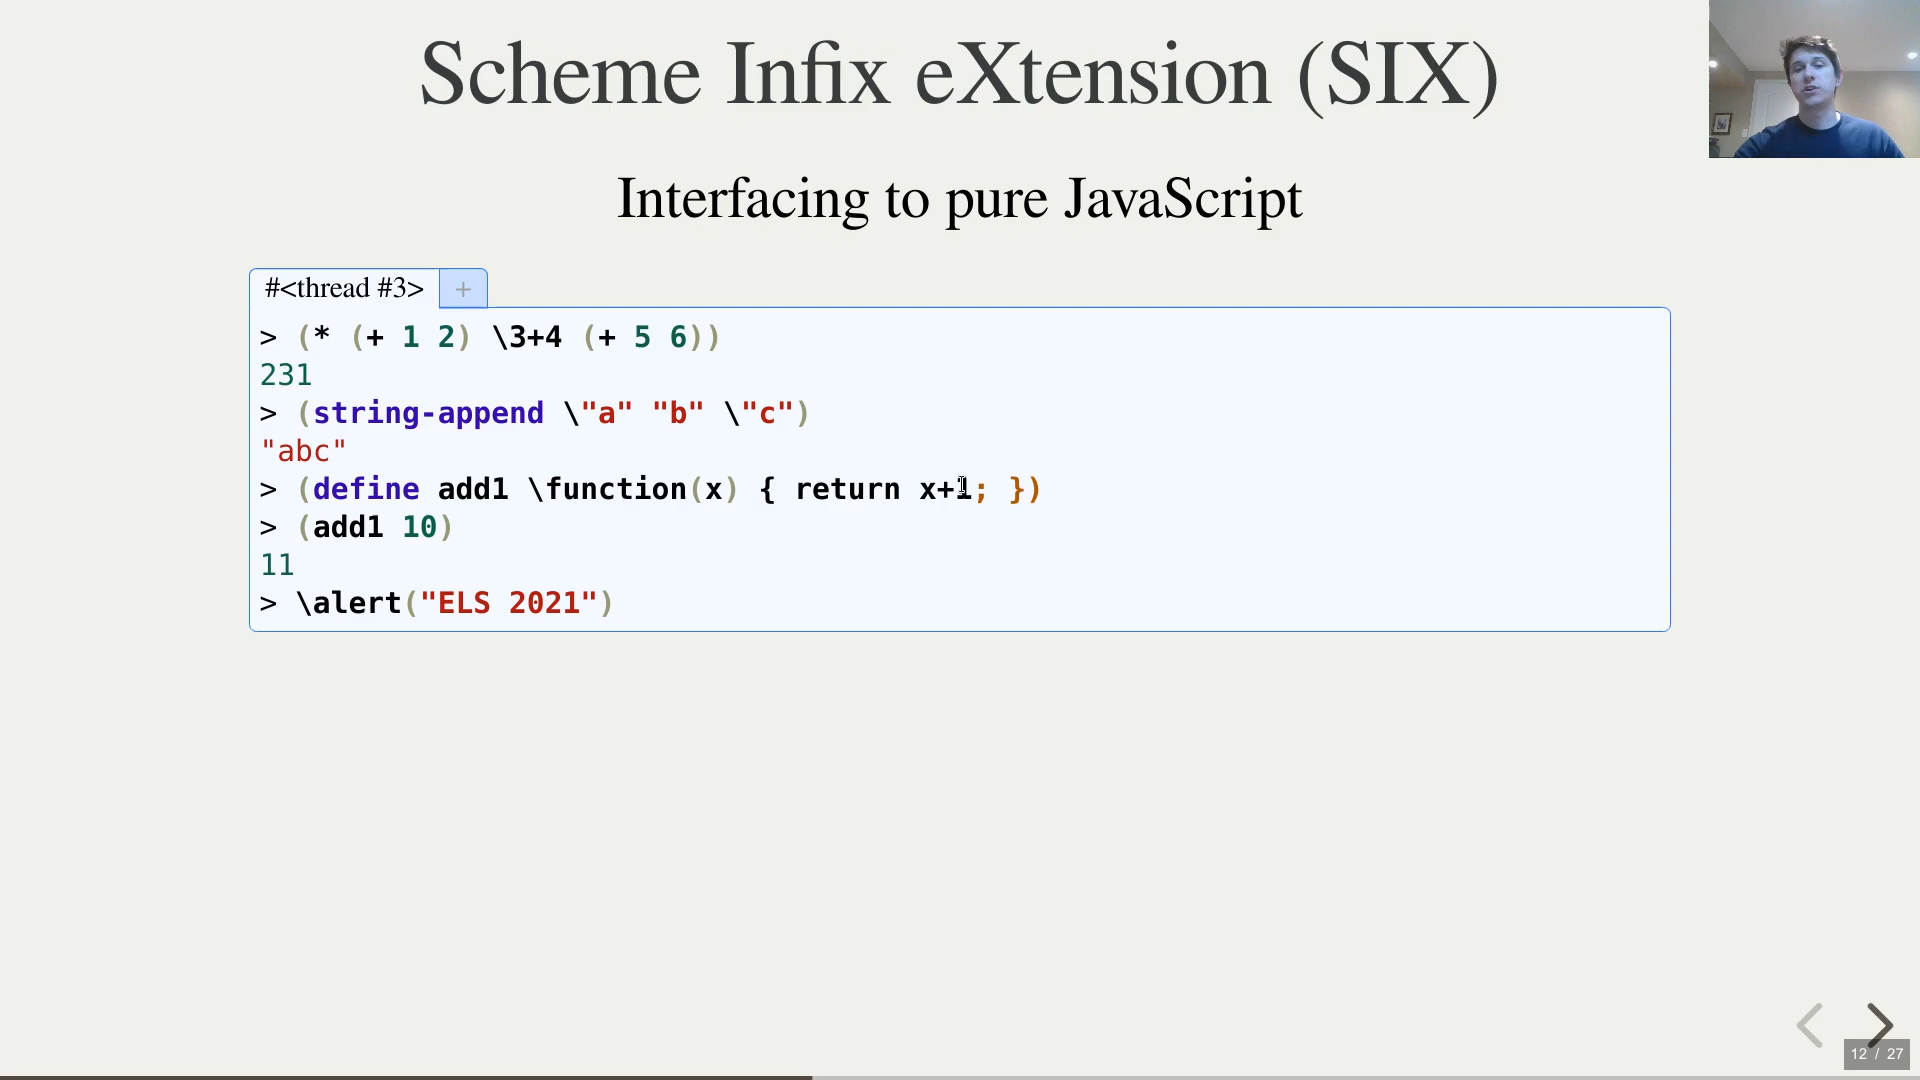 Scheme Infix eXtension (SIX)
Interfacing to pure JavaScript
#<thread #3> +
> (* (+ 1 2) \3+4 (+ 5 6))
231
> (string-append \"a" "b" \"c")
"abc"
> (define add1 \function(x) { return x+1; })
> (add1 10)
11
> \alert("ELS 2021")
12 / 27